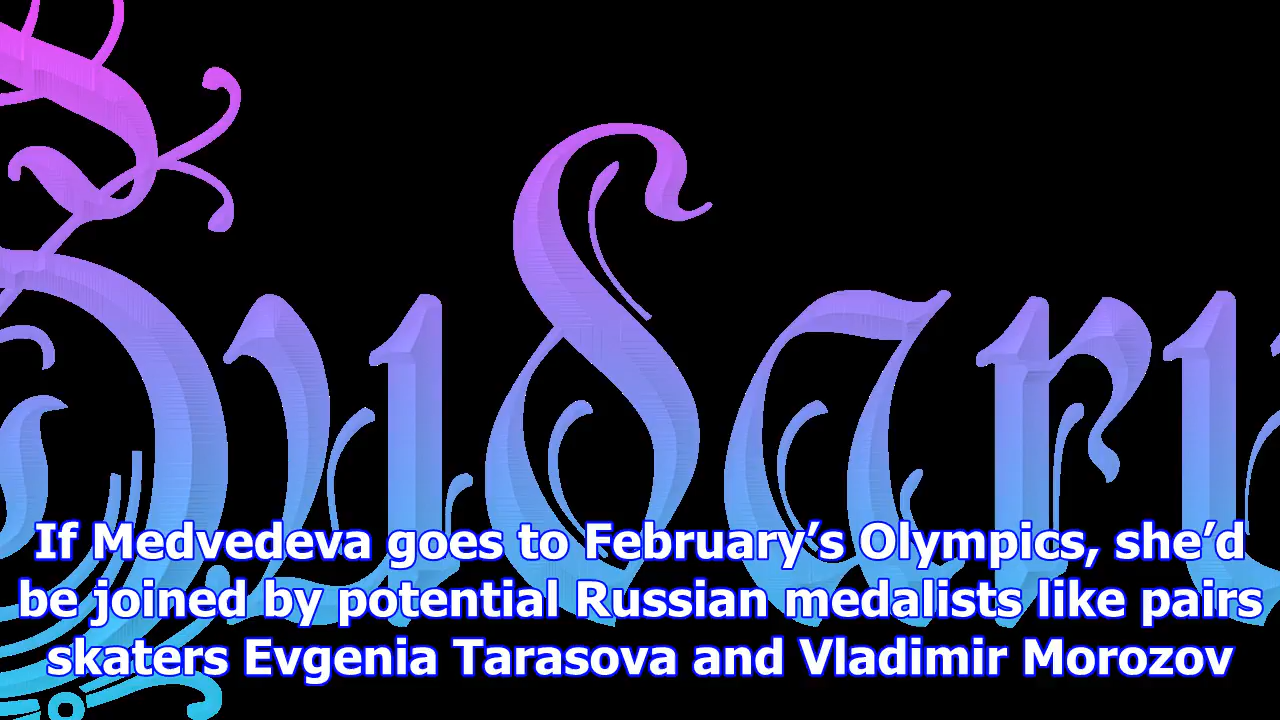 If Medvedeva goes to February’s Olympics, she’d
be joined by potential Russian medalists like pairs
skaters Evgenia Tarasova and Vladimir Morozov